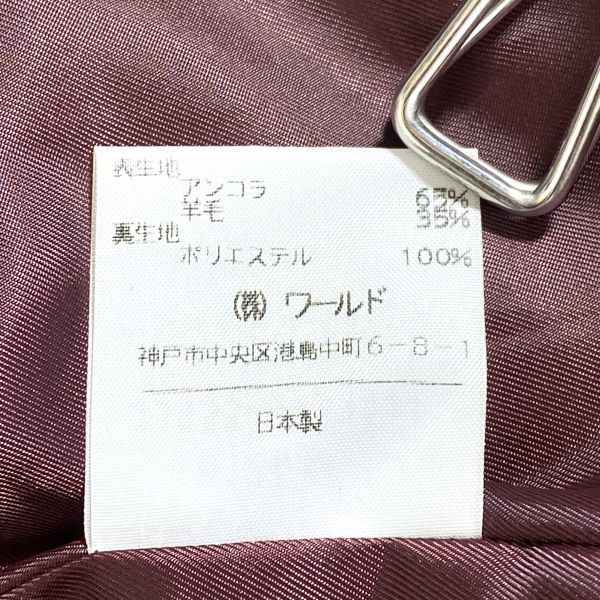 表生地
アンゴラ 65%
羊毛 35%
裏生地
ポリエステル 100%
(株) ワールド
神戸市中央区港島中町6-8-1
日本製